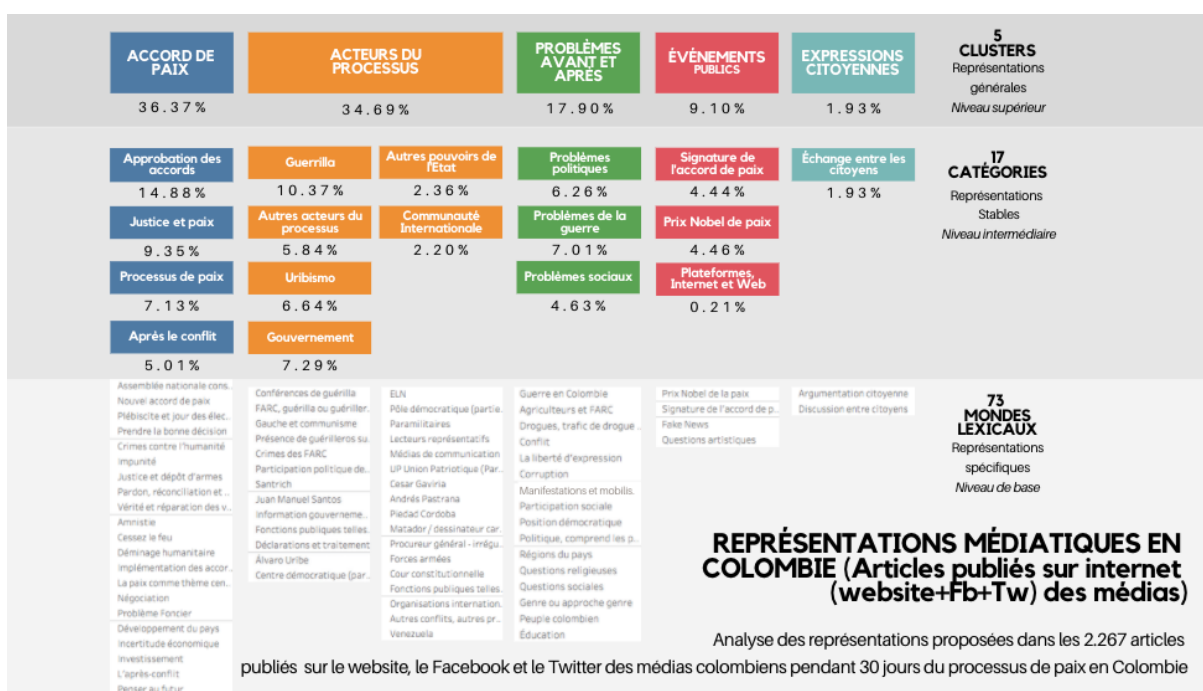 ACCORD DE
PAIX
36.37%
ACTEURS DU
PROCESSUS
34.69%
PROBLÈMES
AVANT ET
APRÉS
17.90%
ÉVÉNEMENTS
PUBLICS
9.10%
EXPRESSIONS
CITOYENNES
1.93%
5
CLUSTERS
Représentations
générales
Niveau supérieur
Approbation des
accords
14.88%
Guerrilla
10.37%
Autres pouvoirs de
l'Etat
2.36%
Problèmes
politiques
6.26%
Signature de
l'accord de paix
4.44%
Échange entre les
citoyens
1.93%
17
CATÉGORIES
Représentations
Stables
Niveau intermédiaire
Justice et paix
9.35%
Autres acteurs du
processus
5.84%
Communauté
Internationale
2.20%
Problèmes de la
guerre
7.01%
Prix Nobel de paix
4.46%
Processus de paix
7.13%
Uribismo
6.64%
Problèmes sociaux
4.63%
Plateformes,
Internet et Web
0.21%
Aprés le conflit
5.01%
Gouvernement
7.29%
Assemblée nationale cons..
Nouvel accord de paix
Plébiscite et jour des élec..
Prendre la bonne décision
Crimes contre l'humanité
Impunité
Justice et dépôt d'armes
Pardon, réconciliation et ..
Vérité et réparation des v..
Amnistie
Cessez le feu
Déminage humanitaire
Implémentation des accor..
La paix comme thème cen..
Négociation
Problème Foncier
Développement du pays
Incertitude économique
Investissement
L'après-conflit
Penser au futur
Conférences de guérilla
FARC, guérilla ou guériller..
Gauche et communisme
Présence de guérilleros su..
Crimes des FARC
Participation politique de..
Santrich
Juan Manuel Santos
Information gouverneme..
Fonctions publiques telles..
Déclarations et traitement
Álvaro Uribe
Centre démocratique (par..
ELN
Pôle démocratique (partie..
Paramilitaires
Lecteurs représentatifs
Médias de communication
UP Union Patriotique (Par..
Cesar Gaviria
Andrés Pastrana
Piedad Cordoba
Matador / dessinateur car..
Procureur général - irrégu..
Forces armées
Cour constitutionnelle
Fonctions publiques telles..
Organisations internation..
Autres conflits, autres pr..
Venezuela
Guerre en Colombie
Agriculteurs et FARC
Drogues, trafic de drogue ..
Conflit
La liberté d'expression
Corruption
Manifestations et mobilis.
Participation sociale
Position démocratique
Politique, comprend les p..
Régions du pays
Questions religieuses
Questions sociales
Genre ou approche genre
Peuple colombien
Éducation
Prix Nobel de la paix
Signature de l'accord de p..
Fake News
Questions artistiques
Argumentation citoyenne
Discussion entre citoyens
73
MONDES
LEXICAUX
Représentations
spécifiques
Niveau de base
REPRÉSENTATIONS MÉDIATIQUES EN
COLOMBIE (Articles publiés sur internet
(website+Fb+Tw) des médias)
Analyse des représentations proposées dans les 2.267 articles
publiés sur le website, le Facebook et le Twitter des médias colombiens pendant 30 jours du processus de paix en Colombie